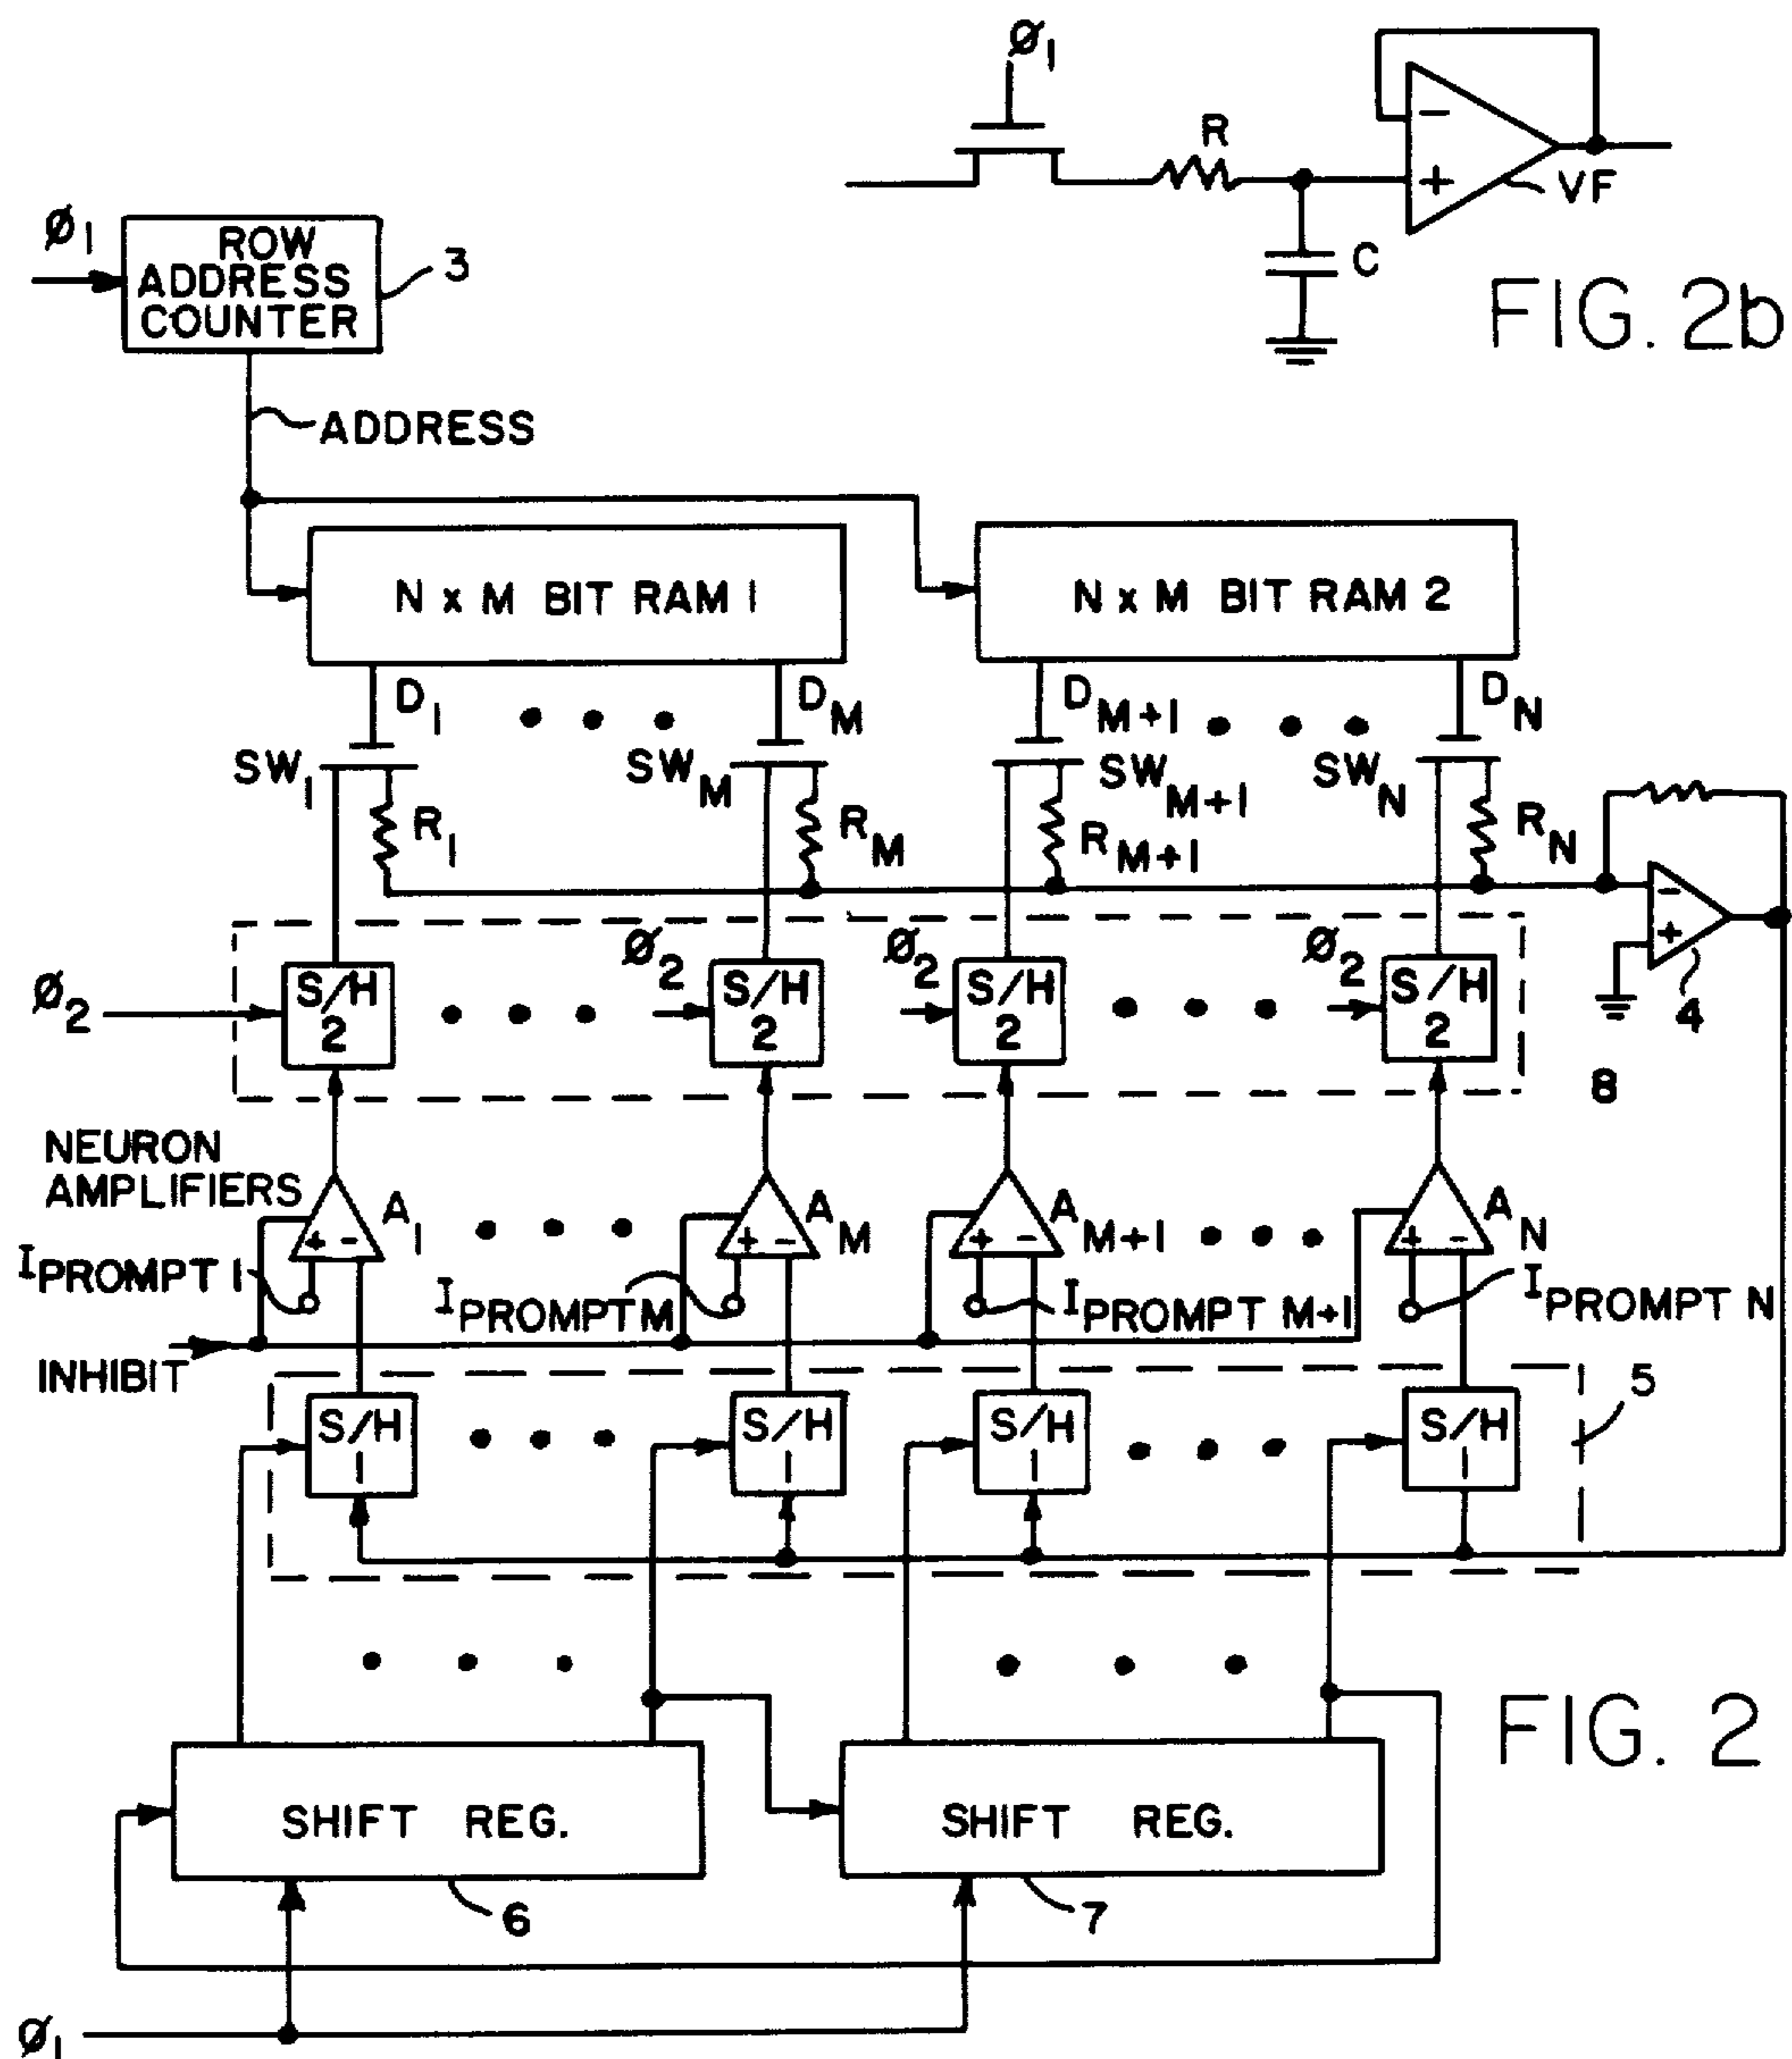 Ø1
R
VF
C
FIG. 2b
Ø1
ROW
ADDRESS
COUNTER
3
ADDRESS
N x M BIT RAM 1
N x M BIT RAM 2
D1
DM
DM+1
DN
SW1
SWM
SWM+1
SWN
R1
RM
RM+1
RN
4
Ø2
Ø2
Ø2
Ø2
S/H
2
S/H
2
S/H
2
S/H
2
8
NEURON
AMPLIFIERS
A1
AM
AM+1
AN
IPROMPT 1
IPROMPT M
IPROMPT M+1
IPROMPT N
INHIBIT
S/H
1
S/H
1
S/H
1
S/H
1
5
FIG. 2
SHIFT REG.
SHIFT REG.
6
7
Ø1